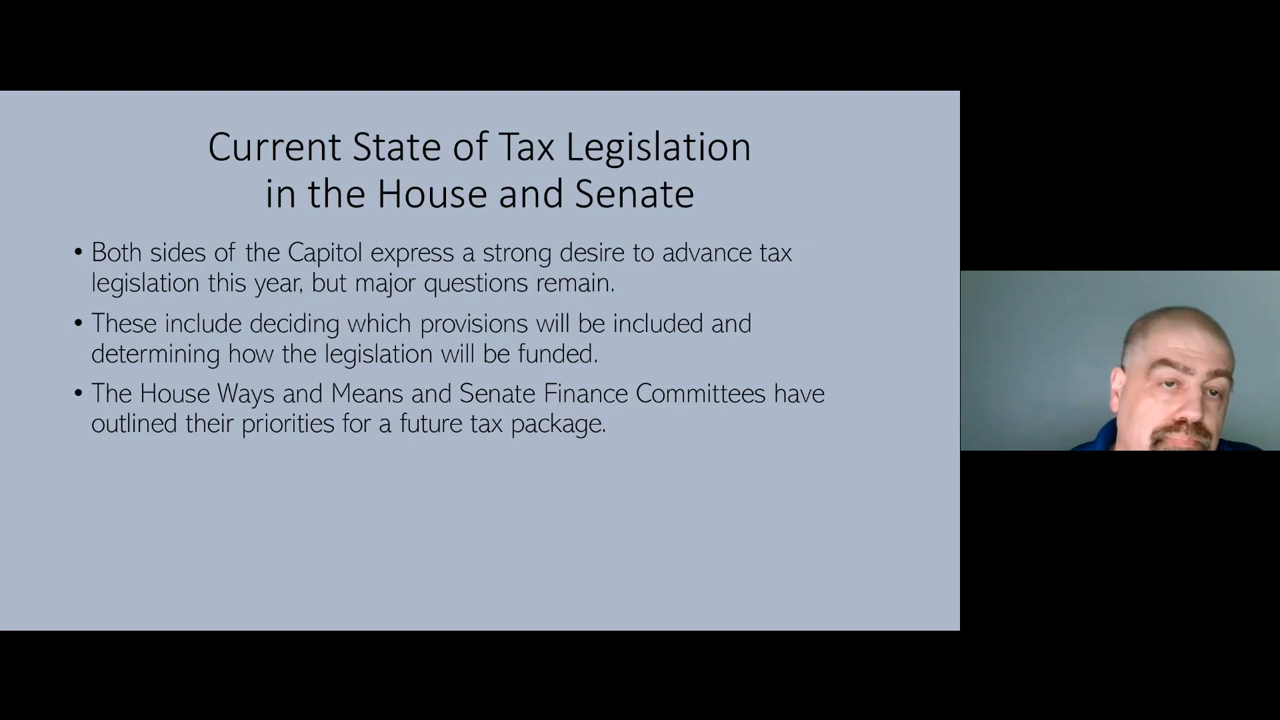 Current State of Tax Legislation
in the House and Senate
• Both sides of the Capitol express a strong desire to advance tax
legislation this year, but major questions remain.
• These include deciding which provisions will be included and
determining how the legislation will be funded.
• The House Ways and Means and Senate Finance Committees have
outlined their priorities for a future tax package.